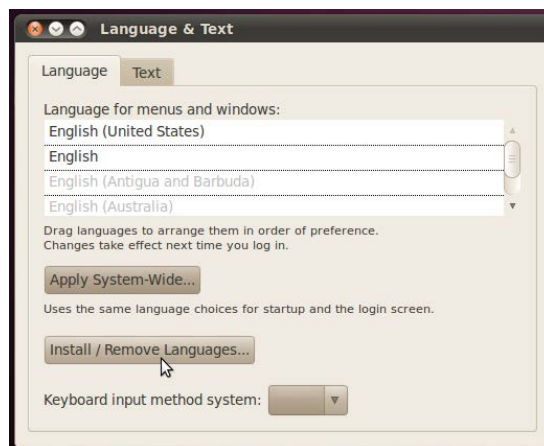 Language & Text
Language Text
Language for menus and windows:
English (United States)
English
English (Antigua and Barbuda)
English (Australia)
Drag languages to arrange them in order of preference.
Changes take effect next time you log in.
Apply System-Wide...
Uses the same language choices for startup and the login screen.
Install / Remove Languages...
Keyboard input method system: